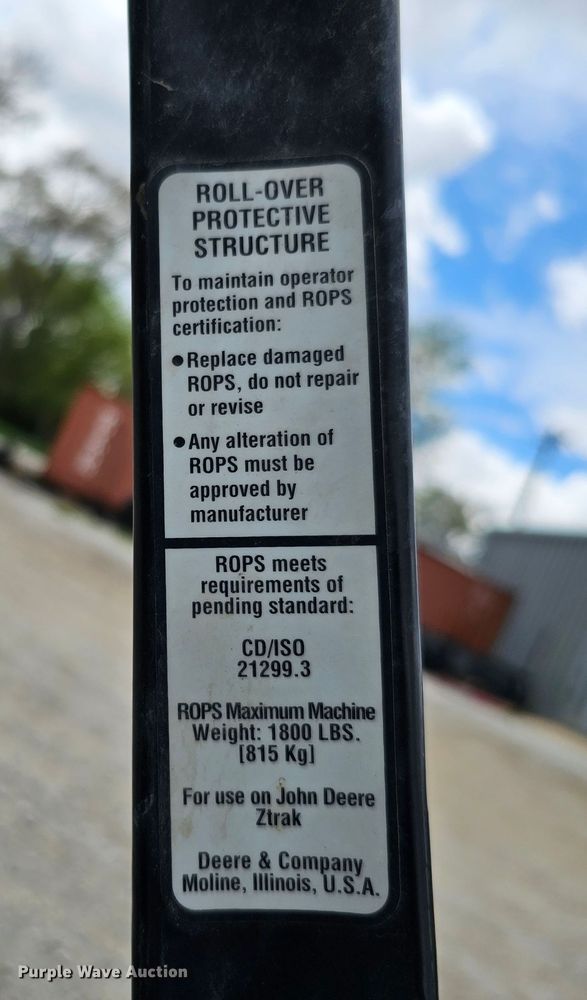 ROLL-OVER
PROTECTIVE
STRUCTURE
To maintain operator
protection and ROPS
certification:
● Replace damaged
ROPS, do not repair
or revise
● Any alteration of
ROPS must be
approved by
manufacturer
ROPS meets
requirements of
pending standard:
CD/ISO
21299.3
ROPS Maximum Machine
Weight: 1800 LBS.
[815 Kg]
For use on John Deere
Ztrak
Deere & Company
Moline, Illinois, U.S.A.
Purple Wave Auction